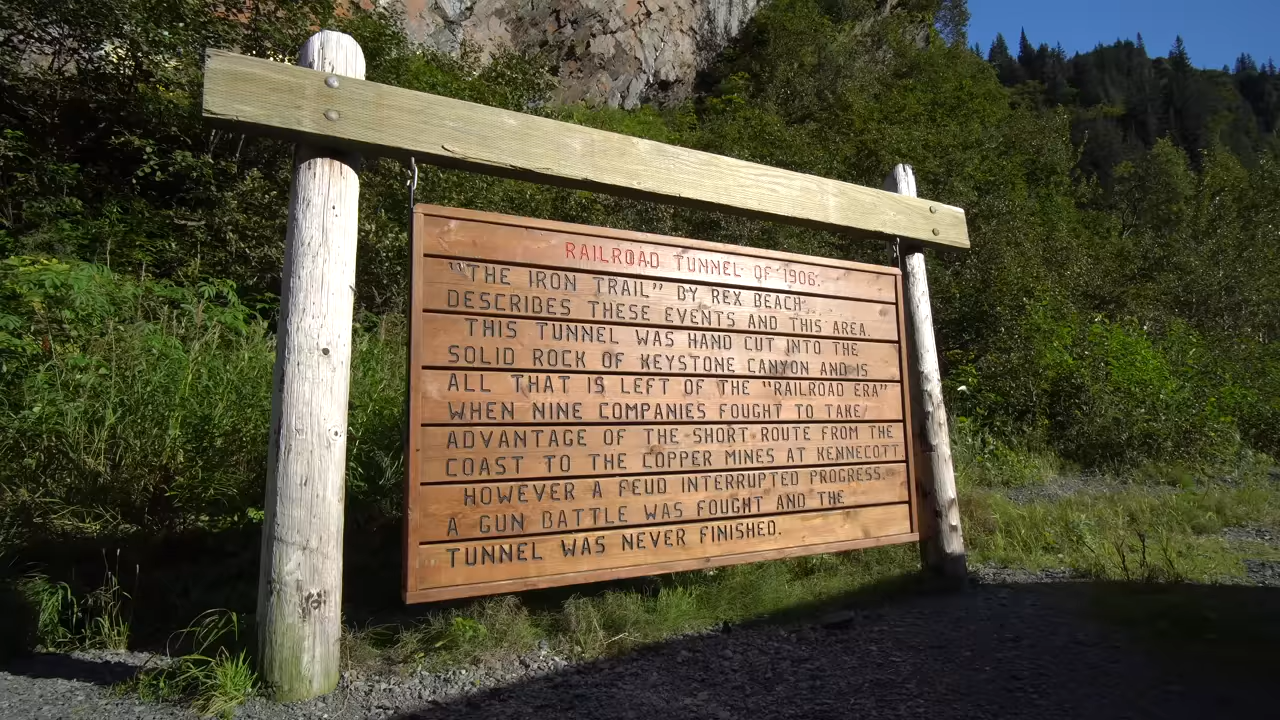 RAILROAD TUNNEL OF 1906.
"THE IRON TRAIL" BY REX BEACH..
DESCRIBES THESE EVENTS AND THIS AREA.
THIS TUNNEL WAS HAND CUT INTO THE
SOLID ROCK OF KEYSTONE CANYON AND IS
ALL THAT IS LEFT OF THE "RAILROAD ERA"
WHEN NINE COMPANIES FOUGHT TO TAKE
ADVANTAGE OF THE SHORT ROUTE FROM THE
COAST TO THE COPPER MINES AT KENNECOTT
HOWEVER A FEUD INTERRUPTED PROGRESS.
A GUN BATTLE WAS FOUGHT AND THE
TUNNEL WAS NEVER FINISHED.